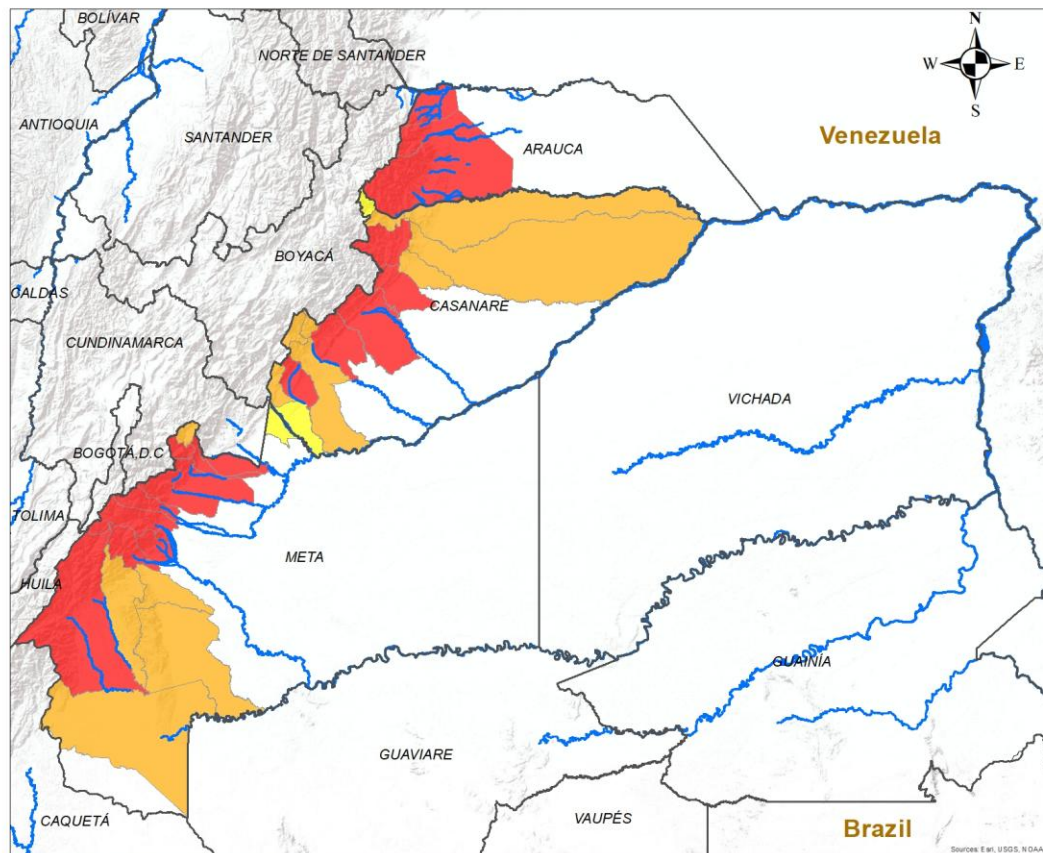 BOLÍVAR
N
NORTE DE SANTANDER
W
E
S
ANTIOQUIA
SANTANDER
ARAUCA
Venezuela
BOYACÁ
CALDAS
CASANARE
CUNDINAMARCA
VICHADA
BOGOTÁ,D.C
TOLIMA
META
HUILA
GUAINÍA
GUAVIARE
CAQUETÁ
VAUPÉS
Brazil
Sources: Esri, USGS, NOAA